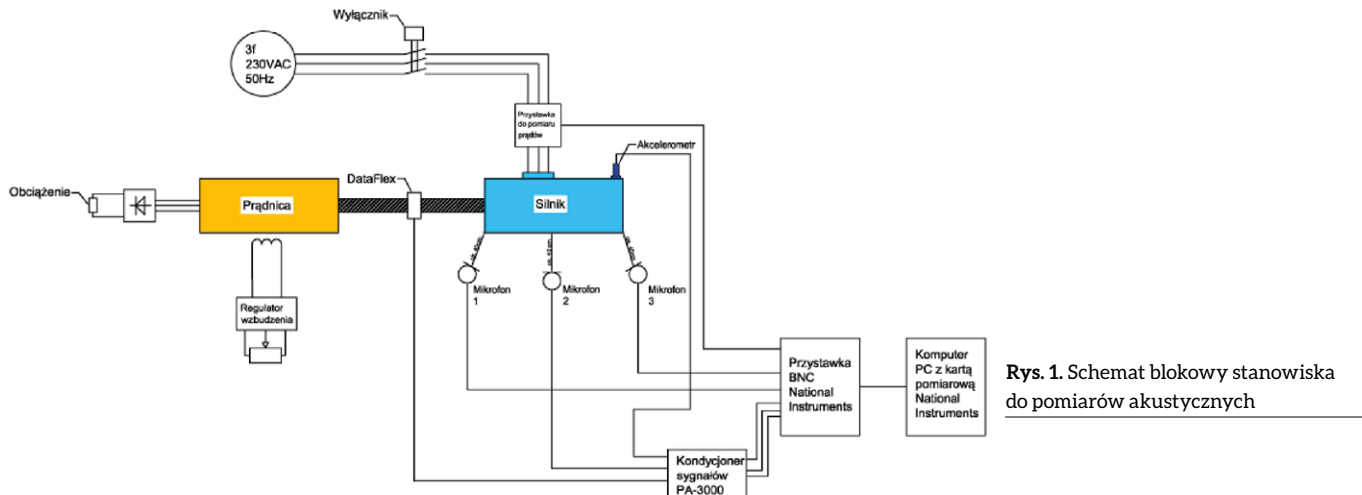 Wyłącznik
3f
230VAC
50Hz
Przystawka
do pomiaru
prądów
Akcelerometr
Obciążenie
DataFlex
Prądnica
Silnik
Mikrofon
1
Mikrofon
2
Mikrofon
3
Regulator
wzbudzenia
Przystawka
BNC
National
Instruments
Komputer
PC z kartą
pomiarową
National
Instruments
Kondycjoner
sygnałów
PA-3000
Rys. 1. Schemat blokowy stanowiska
do pomiarów akustycznych